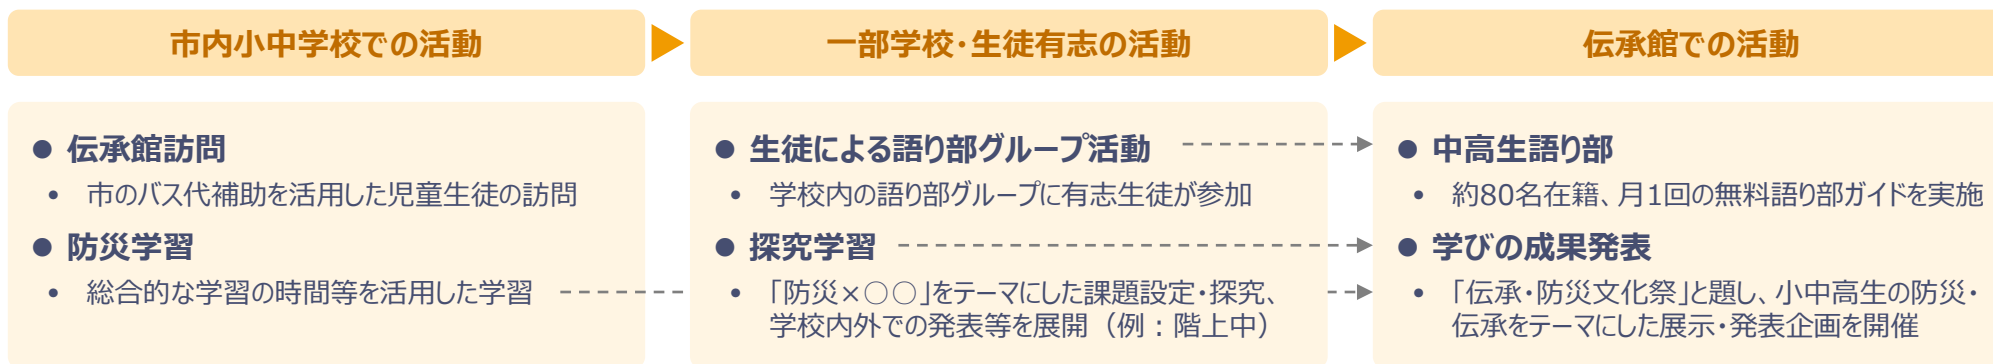 市内小中学校での活動
● 伝承館訪問
• 市のバス代補助を活用した児童生徒の訪問
● 防災学習
• 総合的な学習の時間等を活用した学習
一部学校・生徒有志の活動
● 生徒による語り部グループ活動
• 学校内の語り部グループに有志生徒が参加
● 探究学習
• 「防災×○○」をテーマにした課題設定・探究、
学校内外での発表等を展開（例：階上中）
伝承館での活動
● 中高生語り部
• 約80名在籍、月1回の無料語り部ガイドを実施
● 学びの成果発表
• 「伝承・防災文化祭」と題し、小中高生の防災・
伝承をテーマにした展示・発表企画を開催